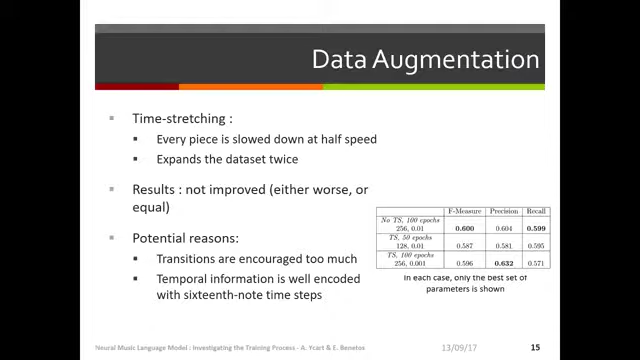 Data Augmentation
Time-stretching :
Every piece is slowed down at half speed
Expands the dataset twice
Results : not improved (either worse, or
equal)
Potential reasons:
Transitions are encouraged too much
Temporal information is well encoded
with sixteenth-note time steps
F-Measure Precision Recall
No TS, 100 epochs
256, 0.01 0.600 0.604 0.599
TS, 50 epochs
128, 0.01 0.587 0.581 0.595
TS, 100 epochs
256, 0.001 0.596 0.632 0.571
In each case, only the best set of
parameters is shown
Neural Music Language Model : Investigating the Training Process - A. Ycart & E. Benetos 13/09/17 15